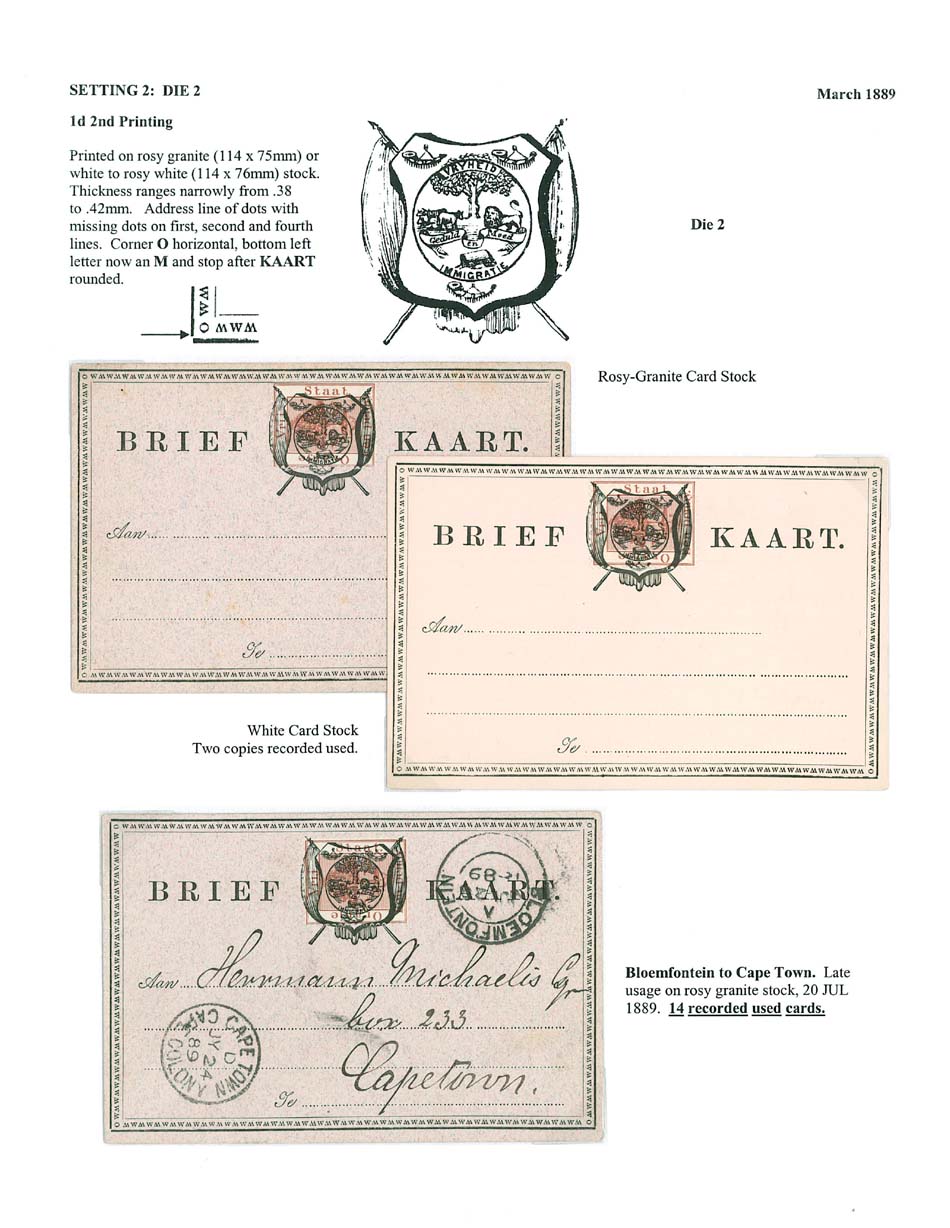 SETTING 2: DIE 2
March 1889
1d 2nd Printing
Printed on rosy granite (114 x 75mm) or
white to rosy white (114 x 76mm) stock.
Thickness ranges narrowly from .38
to .42mm. Address line of dots with
missing dots on first, second and fourth
lines. Corner O horizontal, bottom left
letter now an M and stop after KAART
rounded.
VRYHEID
Geduld en Moed
IMMIGRATIE
Die 2
Rosy-Granite Card Stock
Staat
BRIEF KAART.
Aan
Te
Staat
BRIEF KAART.
Aan
Te
White Card Stock
Two copies recorded used.
Staat
BRIEF KAART.
BLOEMFONTEIN
89
Aan Herrmann Michaelis
box 233
Capetown.
Te
CAPE TOWN
CAPE COLONY
D
JY 24
89
Bloemfontein to Cape Town. Late
usage on rosy granite stock, 20 JUL
1889. 14 recorded used cards.